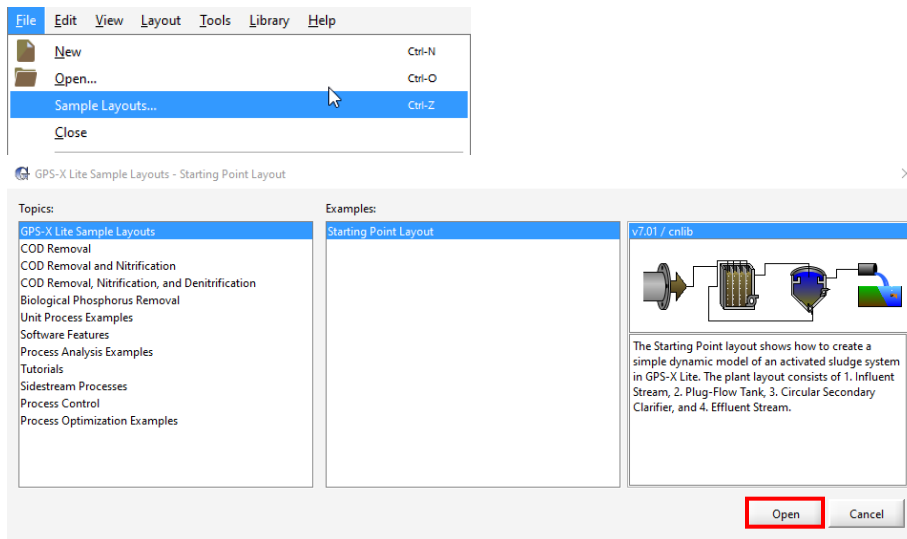 File Edit View Layout Tools Library Help
New Ctrl-N
Open... Ctrl-O
Sample Layouts... Ctrl-Z
Close
GPS-X Lite Sample Layouts - Starting Point Layout
Topics:
GPS-X Lite Sample Layouts
COD Removal
COD Removal and Nitrification
COD Removal, Nitrification, and Denitrification
Biological Phosphorus Removal
Unit Process Examples
Software Features
Process Analysis Examples
Tutorials
Sidestream Processes
Process Control
Process Optimization Examples
Examples:
Starting Point Layout
v7.01 / cnlib
The Starting Point layout shows how to create a
simple dynamic model of an activated sludge system
in GPS-X Lite. The plant layout consists of 1. Influent
Stream, 2. Plug-Flow Tank, 3. Circular Secondary
Clarifier, and 4. Effluent Stream.
Open Cancel